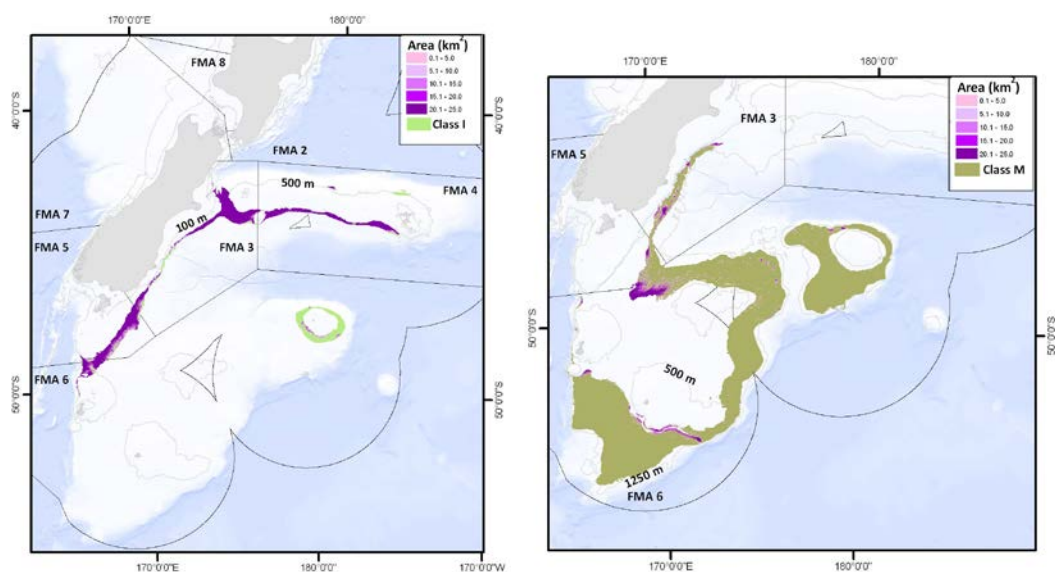 170°0'0"E
180°0'0"
FMA 8
Area (km²)
0.1 - 5.0
5.1 - 10.0
10.1 - 15.0
15.1 - 20.0
20.1 - 25.0
Class I
40°0'0"S
40°0'0"S
FMA 2
500 m
FMA 4
FMA 7
100 m
FMA 5
FMA 3
FMA 6
50°0'0"S
50°0'0"S
170°0'0"E
180°0'0"
170°0'0"W
170°0'0"E
180°0'0"
FMA 3
Area (km²)
0.1 - 5.0
5.1 - 10.0
10.1 - 15.0
15.1 - 20.0
20.1 - 25.0
Class M
FMA 5
50°0'0"S
50°0'0"S
500 m
1250 m
FMA 6
170°0'0"E
180°0'0"